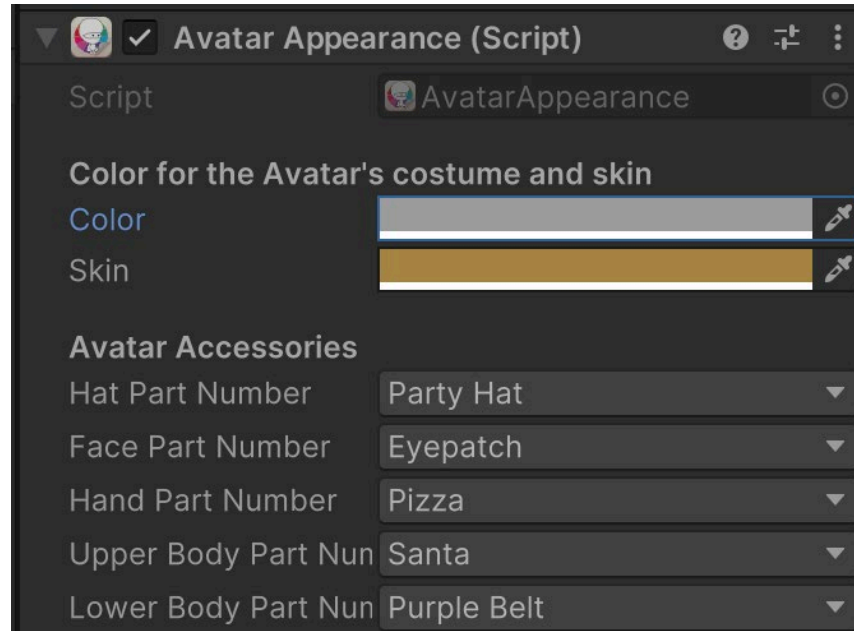 Avatar Appearance (Script)
Script AvatarAppearance
Color for the Avatar's costume and skin
Color
Skin
Avatar Accessories
Hat Part Number Party Hat
Face Part Number Eyepatch
Hand Part Number Pizza
Upper Body Part Nun Santa
Lower Body Part Nun Purple Belt